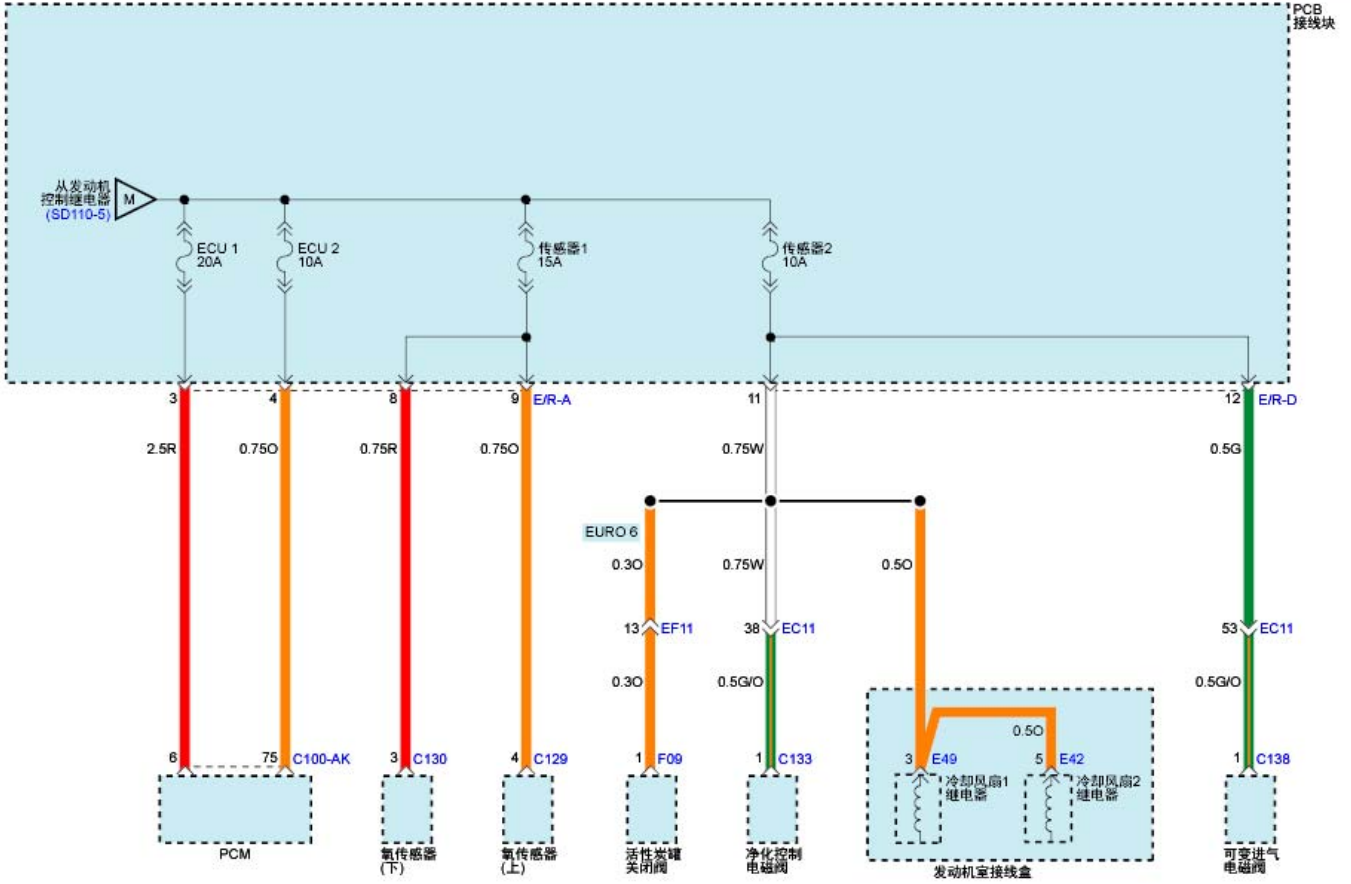 PCB
接线块
从发动机
控制继电器
(SD110-5)
M
ECU 1
20A
ECU 2
10A
传感器1
15A
传感器2
10A
3
4
8
9
E/R-A
11
12
E/R-D
2.5R
0.75O
0.75R
0.75O
0.75W
0.5G
EURO 6
0.3O
0.75W
0.5O
13
EF11
38
EC11
53
EC11
0.3O
0.5G/O
0.5G/O
0.5O
6
75
C100-AK
3
C130
4
C129
1
F09
1
C133
3
E49
5
E42
1
C138
冷却风扇1
继电器
冷却风扇2
继电器
PCM
氧传感器
(下)
氧传感器
(上)
活性炭罐
关闭阀
净化控制
电磁阀
发动机室接线盒
可变进气
电磁阀